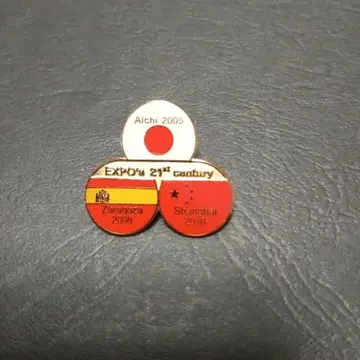 Aichi 2005
EXPO's 21st century
Zaragoza
2008
Shanghai
2010